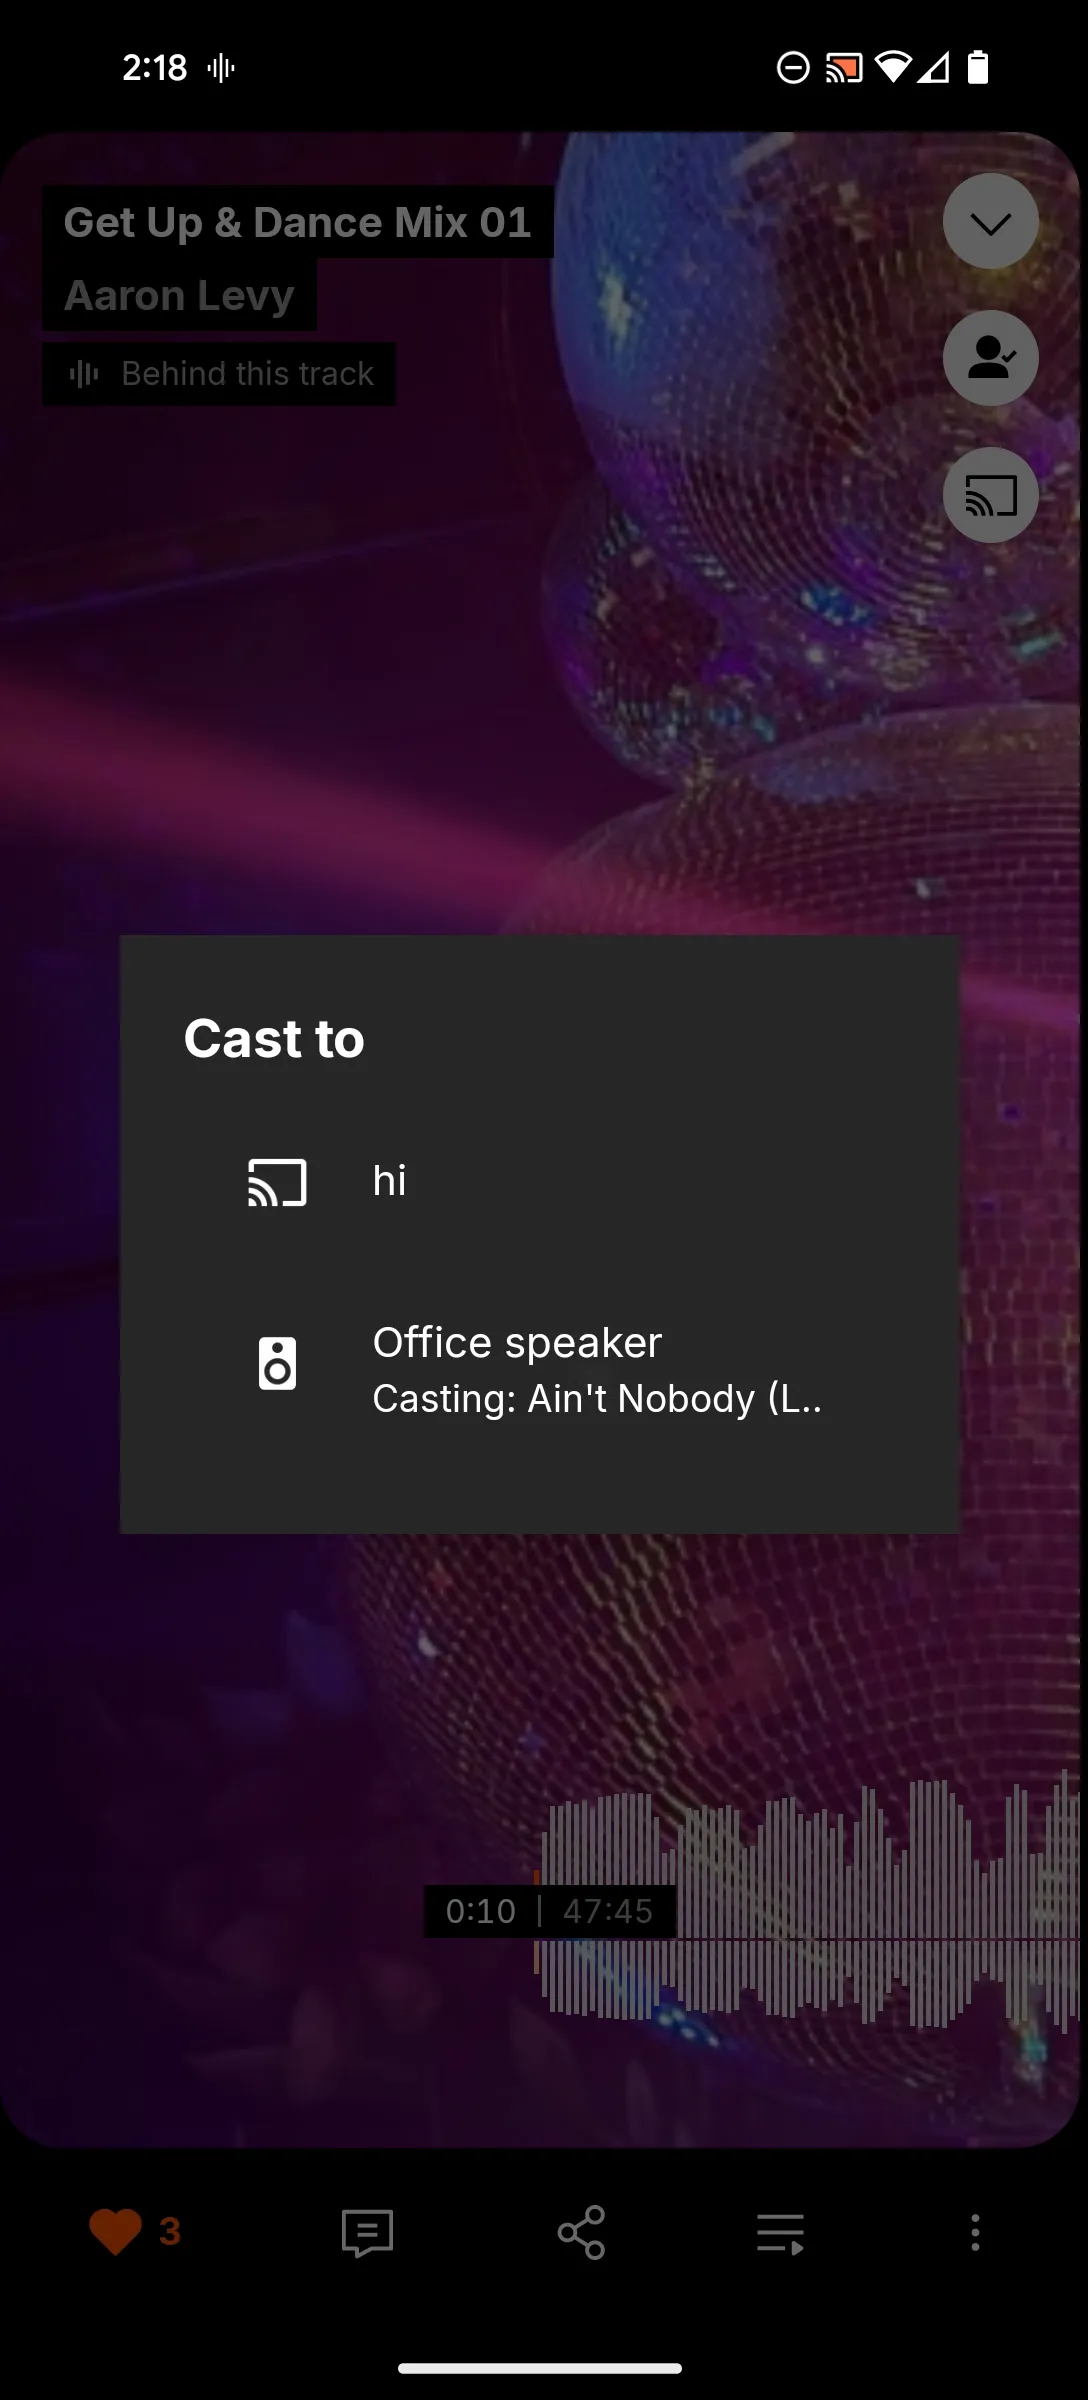 2:18
Get Up & Dance Mix 01
Aaron Levy
Behind this track
Cast to
hi
Office speaker
Casting: Ain't Nobody (L..
0:10 | 47:45
3